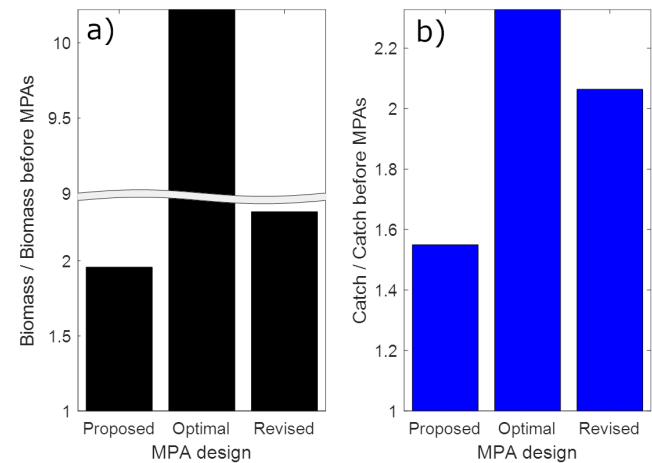 a)
Biomass / Biomass before MPAs
10
9.5
9
2
1.5
1
Proposed Optimal Revised
MPA design
b)
Catch / Catch before MPAs
2.2
2
1.8
1.6
1.4
1.2
1
Proposed Optimal Revised
MPA design